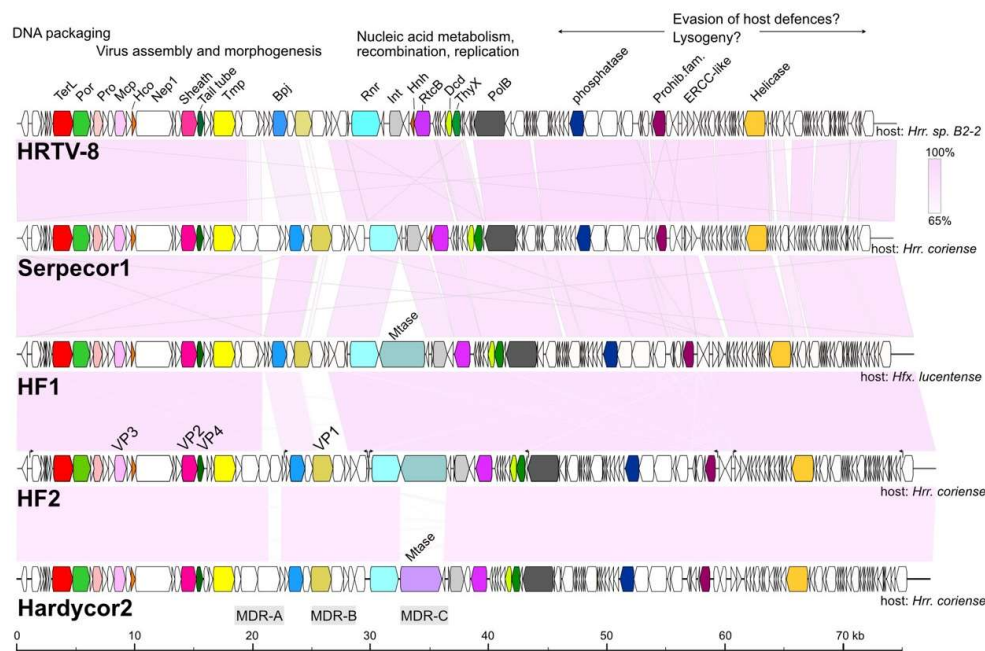 DNA packaging
Virus assembly and morphogenesis
Nucleic acid metabolism,
recombination, replication
Evasion of host defences?
Lysogeny?
TerL Por Pro Mcp Hco Nep1 Sheath Tail tube Tmp Bpj Rnr Int Hnh RtcB Dcd ThyX PolB phosphatase Prohib.fam. ERCC-like Helicase
host: Hrr. sp. B2-2
HRTV-8
100%
65%
host: Hrr. coriense
Serpecor1
Mtase
host: Hfx. lucentense
HF1
VP3 VP2 VP4 VP1
host: Hrr. coriense
HF2
Mtase
host: Hrr. coriense
Hardycor2
MDR-A MDR-B MDR-C
0 10 20 30 40 50 60 70 kb